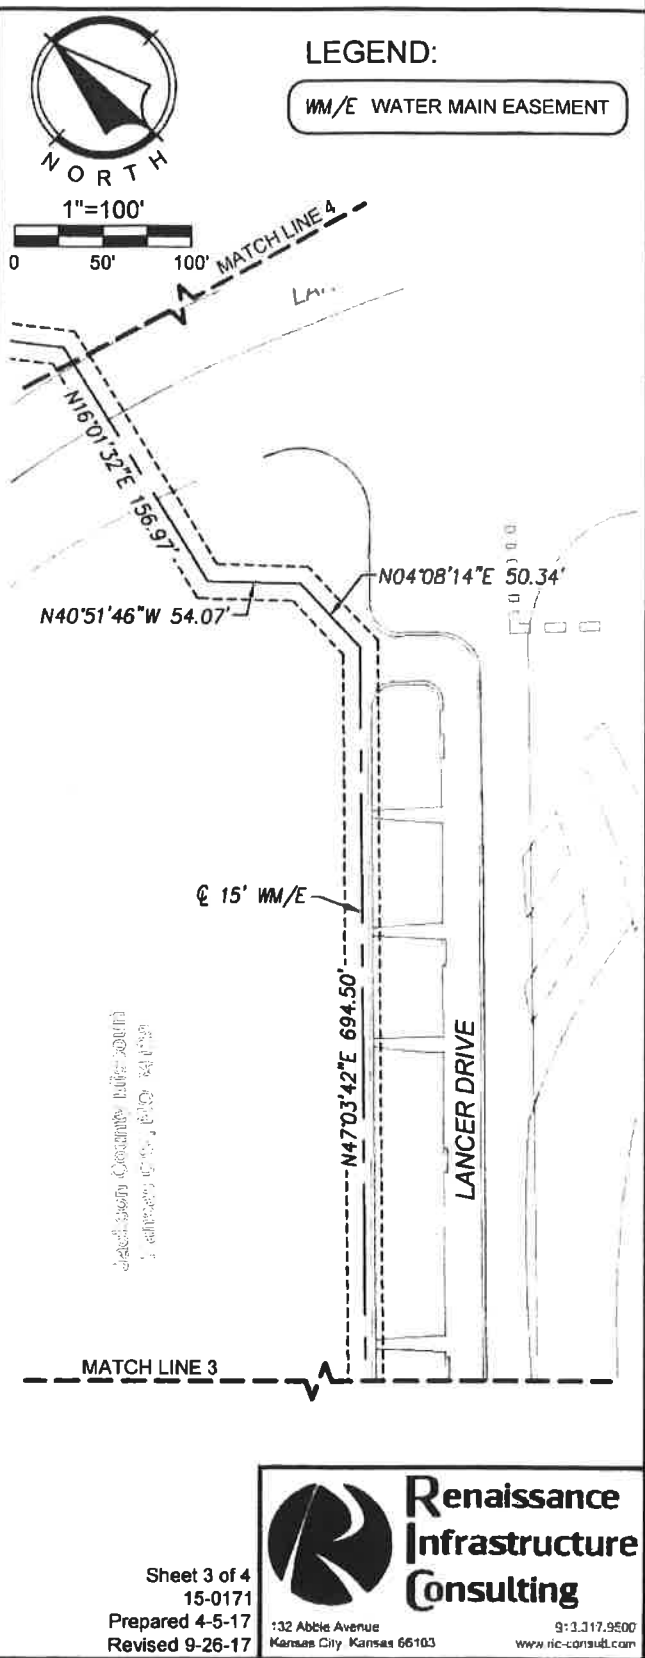 LEGEND:
WM/E WATER MAIN EASEMENT
NORTH
1"=100'
0 50' 100'
MATCH LINE 4
N16°01'32"E 156.97'
N04°08'14"E 50.34'
N40°51'46"W 54.07'
℄ 15' WM/E
N47°03'42"E 694.50'
LANCER DRIVE
MATCH LINE 3
Renaissance
Infrastructure
Consulting
Sheet 3 of 4
15-0171
Prepared 4-5-17
Revised 9-26-17
132 Abbie Avenue
Kansas City, Kansas 66103
913.317.9500
www.ric-consult.com